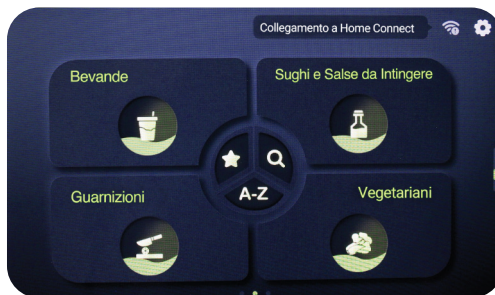 Collegamento a Home Connect
Bevande
Sughi e Salse da Intingere
A-Z
Guarnizioni
Vegetariani